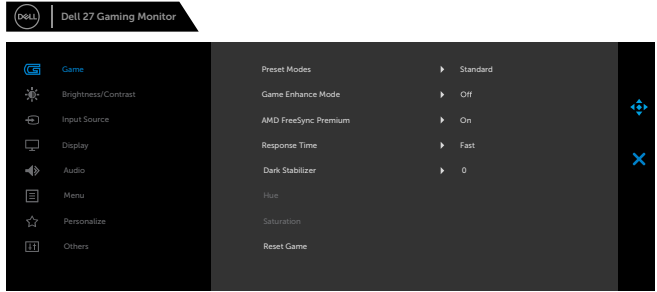 DELL
Dell 27 Gaming Monitor
Game
Preset Modes
Standard
Brightness/Contrast
Game Enhance Mode
Off
Input Source
AMD FreeSync Premium
On
Display
Response Time
Fast
Audio
Dark Stabilizer
0
Menu
Hue
Personalize
Saturation
Others
Reset Game